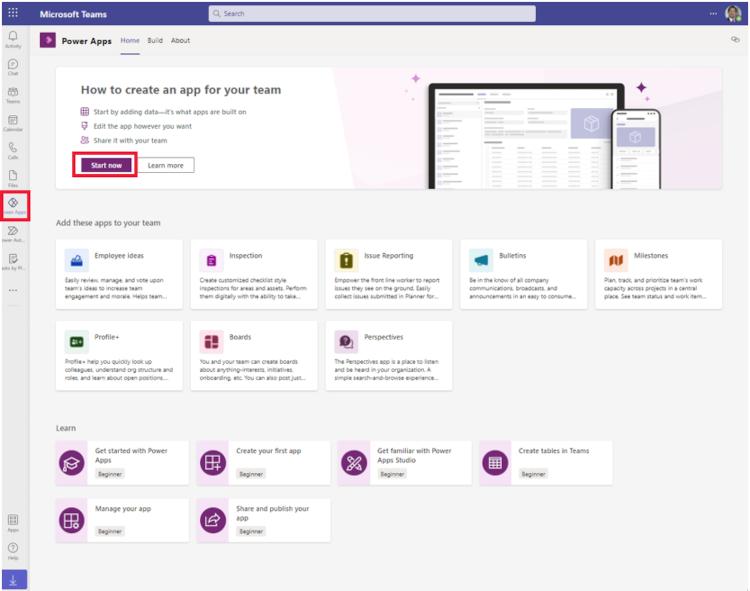 Microsoft Teams
Search
Activity
Chat
Teams
Calendar
Calls
Files
ower Apps
ower Aut...
sks by Pl...
Apps
Help
Power Apps Home Build About
How to create an app for your team
Start by adding data—it's what apps are built on
Edit the app however you want
Share it with your team
Start now Learn more
Add these apps to your team
Employee ideas
Easily review, manage, and vote upon
team's ideas to increase team
engagement and morale. Helps team...
Inspection
Create customized checklist style
inspections for areas and assets. Perform
them digitally with the ability to take...
Issue Reporting
Empower the front line worker to report
issues they see on the ground. Easily
collect issues submitted in Planner for...
Bulletins
Be in the know of all company
communications, broadcasts, and
announcements in an easy to consume...
Milestones
Plan, track, and prioritize team's work
capacity across projects in a central
place. See team status and work item...
Profile+
Profile+ help you quickly look up
colleagues, understand org structure and
roles, and learn about open positions,...
Boards
You and your team can create boards
about anything-interests, initiatives,
onboarding, etc. You can also post just...
Perspectives
The Perspectives app is a place to listen
and be heard in your organization. A
simple search-and-browse experience...
Learn
Get started with Power
Apps
Beginner
Create your first app
Beginner
Get familiar with Power
Apps Studio
Beginner
Create tables in Teams
Beginner
Manage your app
Beginner
Share and publish your
app
Beginner